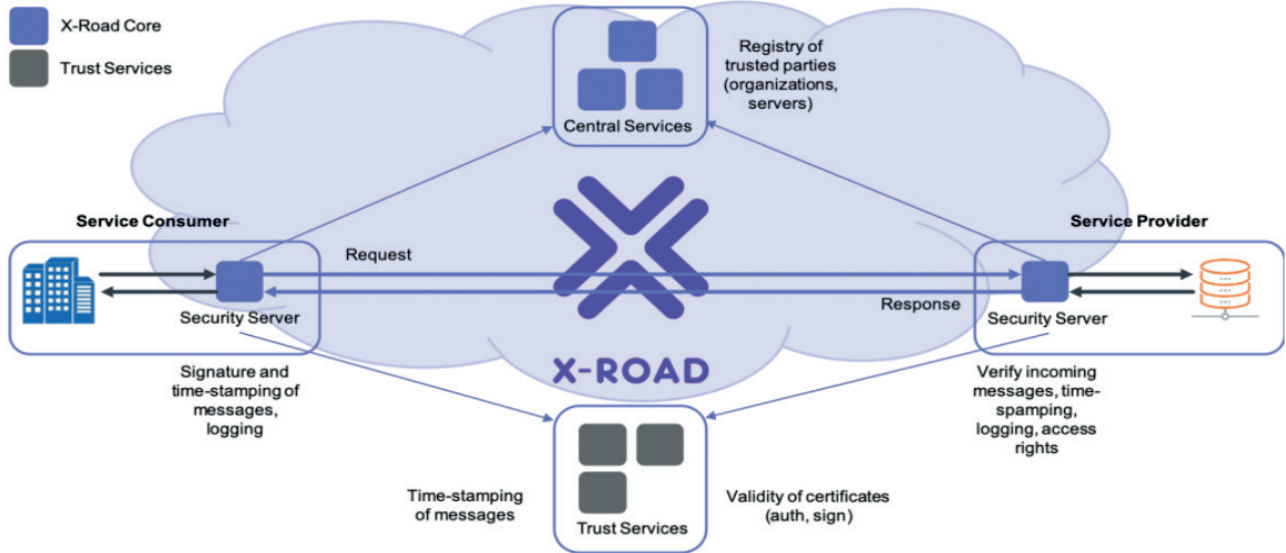 X-Road Core
Trust Services
Registry of
trusted parties
(organizations,
servers)
Central Services
Service Consumer
Service Provider
Request
Response
Security Server
Security Server
X-ROAD
Signature and
time-stamping of
messages,
logging
Verify incoming
messages, time-
spamping,
logging, access
rights
Time-stamping
of messages
Trust Services
Validity of certificates
(auth, sign)